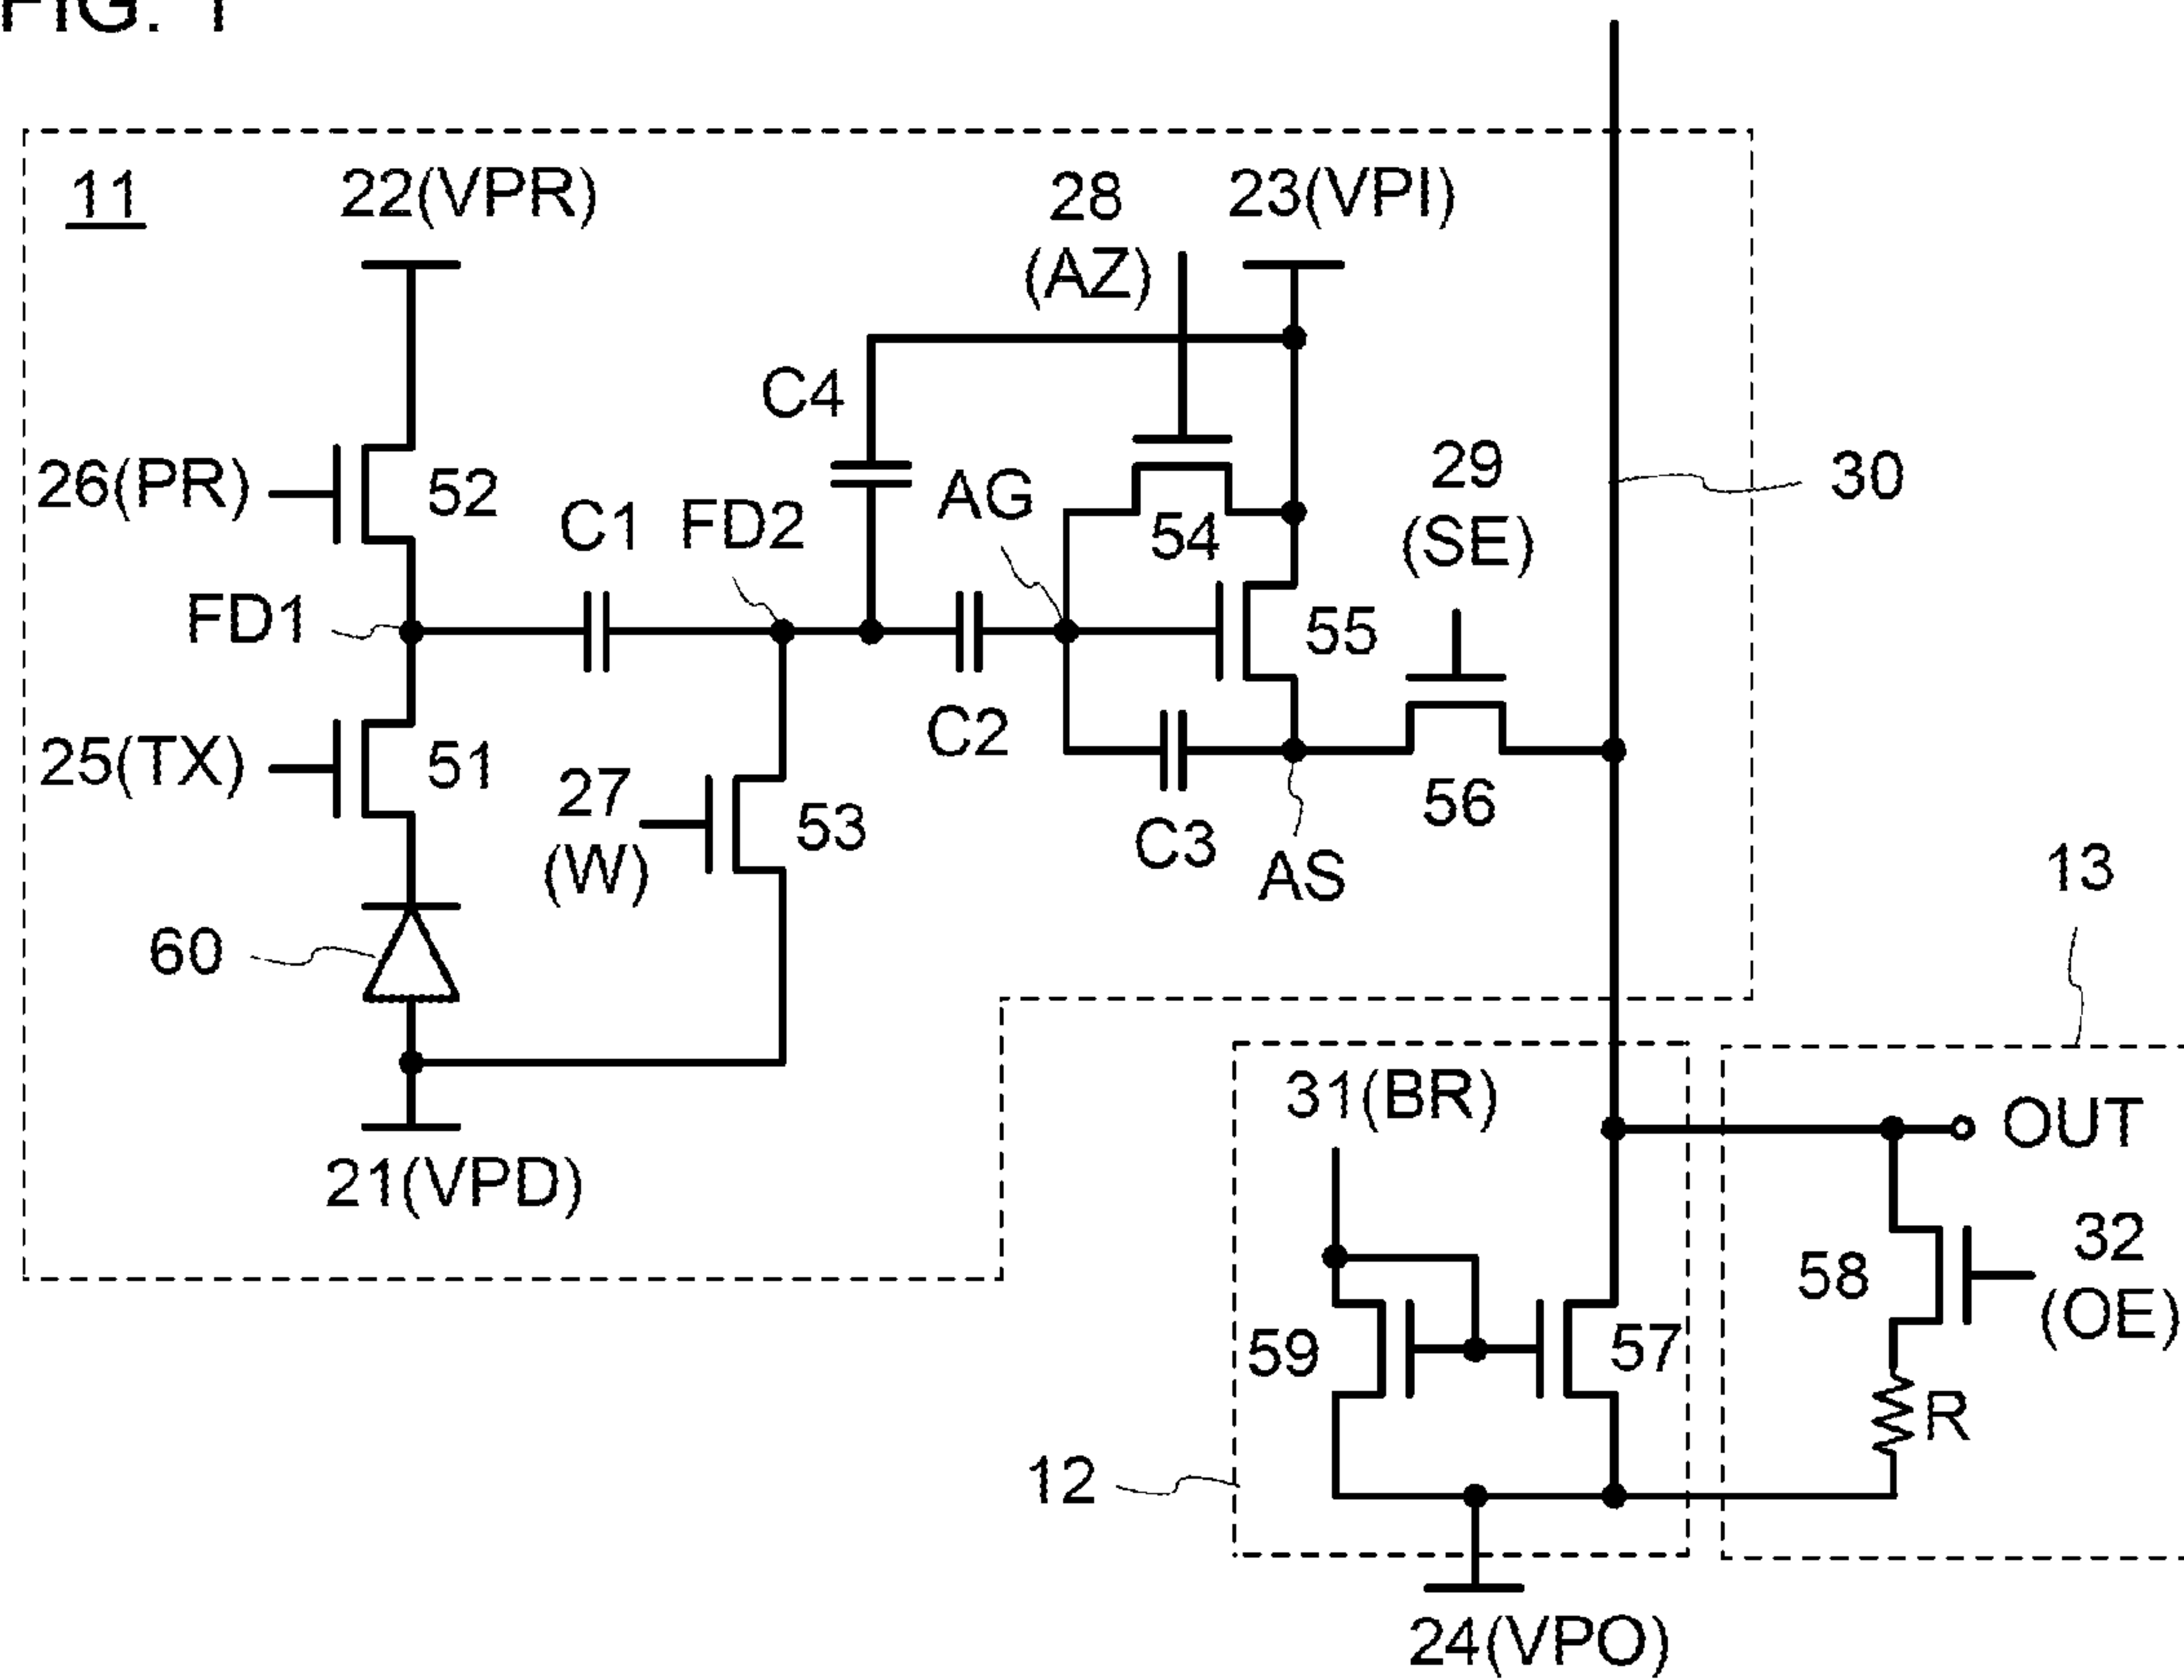 FIG. 1
11
22(VPR)
28
(AZ)
23(VPI)
C4
26(PR)
52
C1
FD2
AG
54
29
(SE)
30
FD1
55
25(TX)
51
C2
27
(W)
53
C3
AS
56
60
13
21(VPD)
31(BR)
OUT
58
32
(OE)
59
57
R
12
24(VPO)